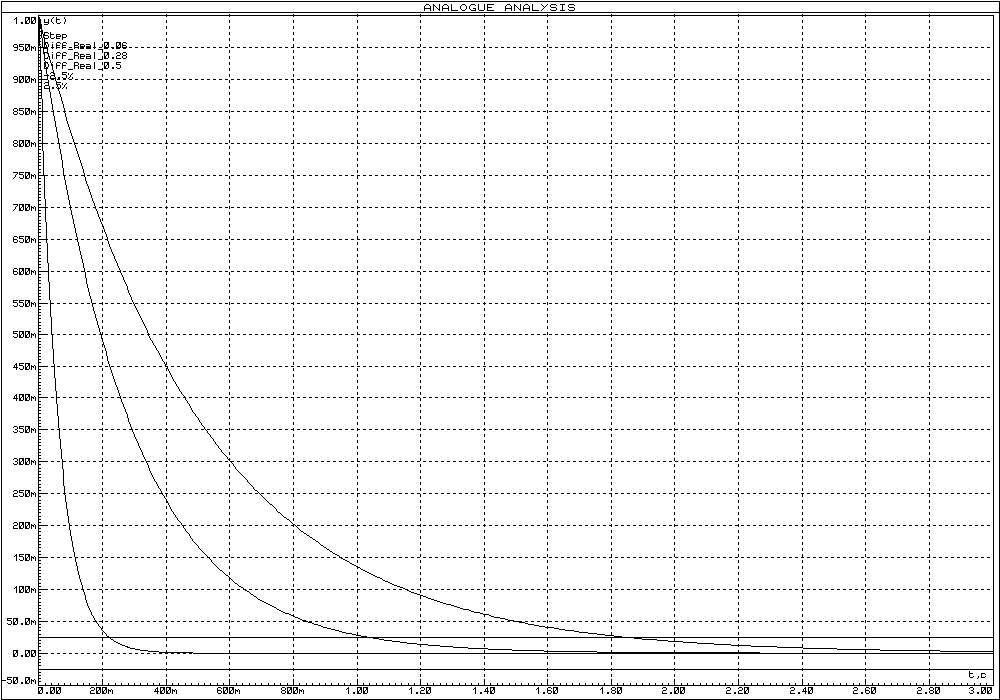 ANALOGUE ANALYSIS
1.00
y(t)
Step
Diff_Real_0.06
950m
Diff_Real_0.28
Diff_Real_0.5
-2.5%
900m
2.5%
850m
800m
750m
700m
650m
600m
550m
500m
450m
400m
350m
300m
250m
200m
150m
100m
50.0m
0.00
t,c
-50.0m
0.00 200m 400m 600m 800m 1.00 1.20 1.40 1.60 1.80 2.00 2.20 2.40 2.60 2.80 3.00